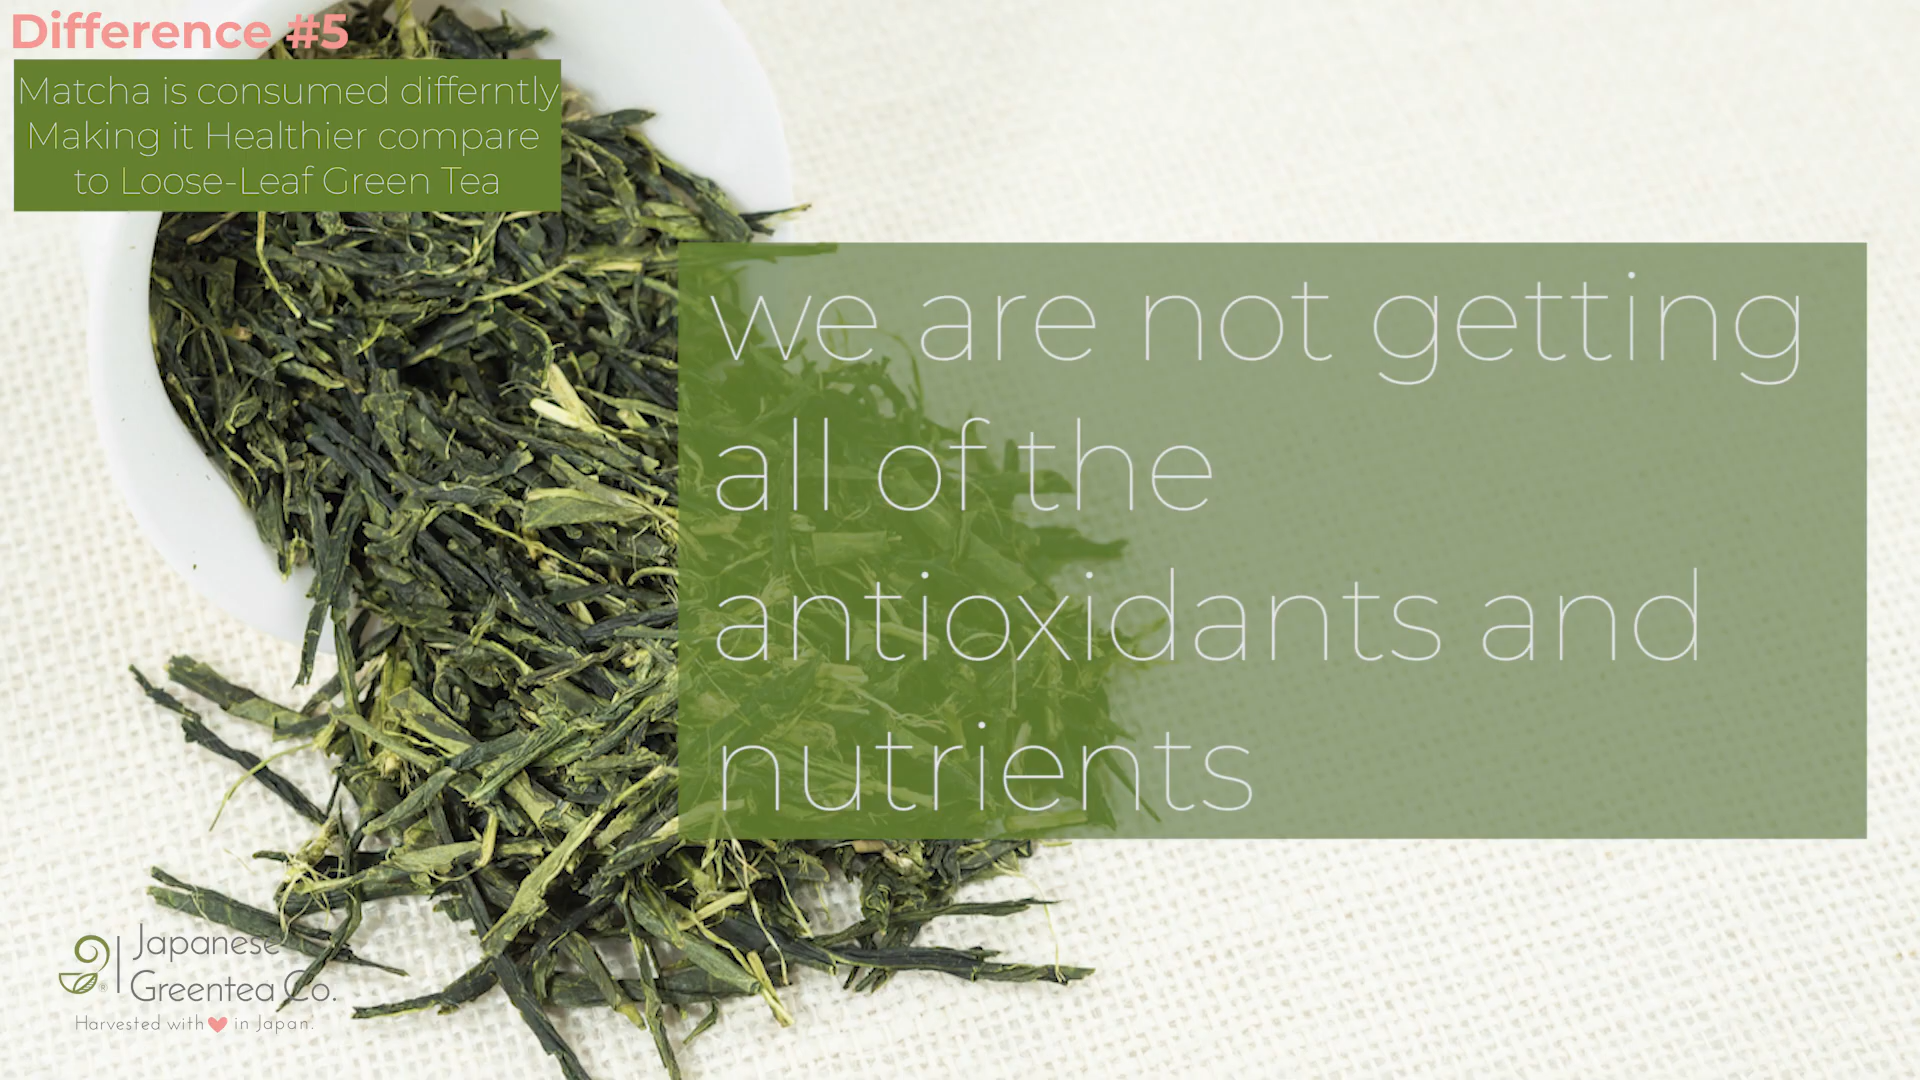 Difference #5
Matcha is consumed differntly
Making it Healthier compare
to Loose-Leaf Green Tea
we are not getting
all of the
antioxidants and
nutrients
Japanese
Greentea Co.
®
Harvested with ❤ in Japan.